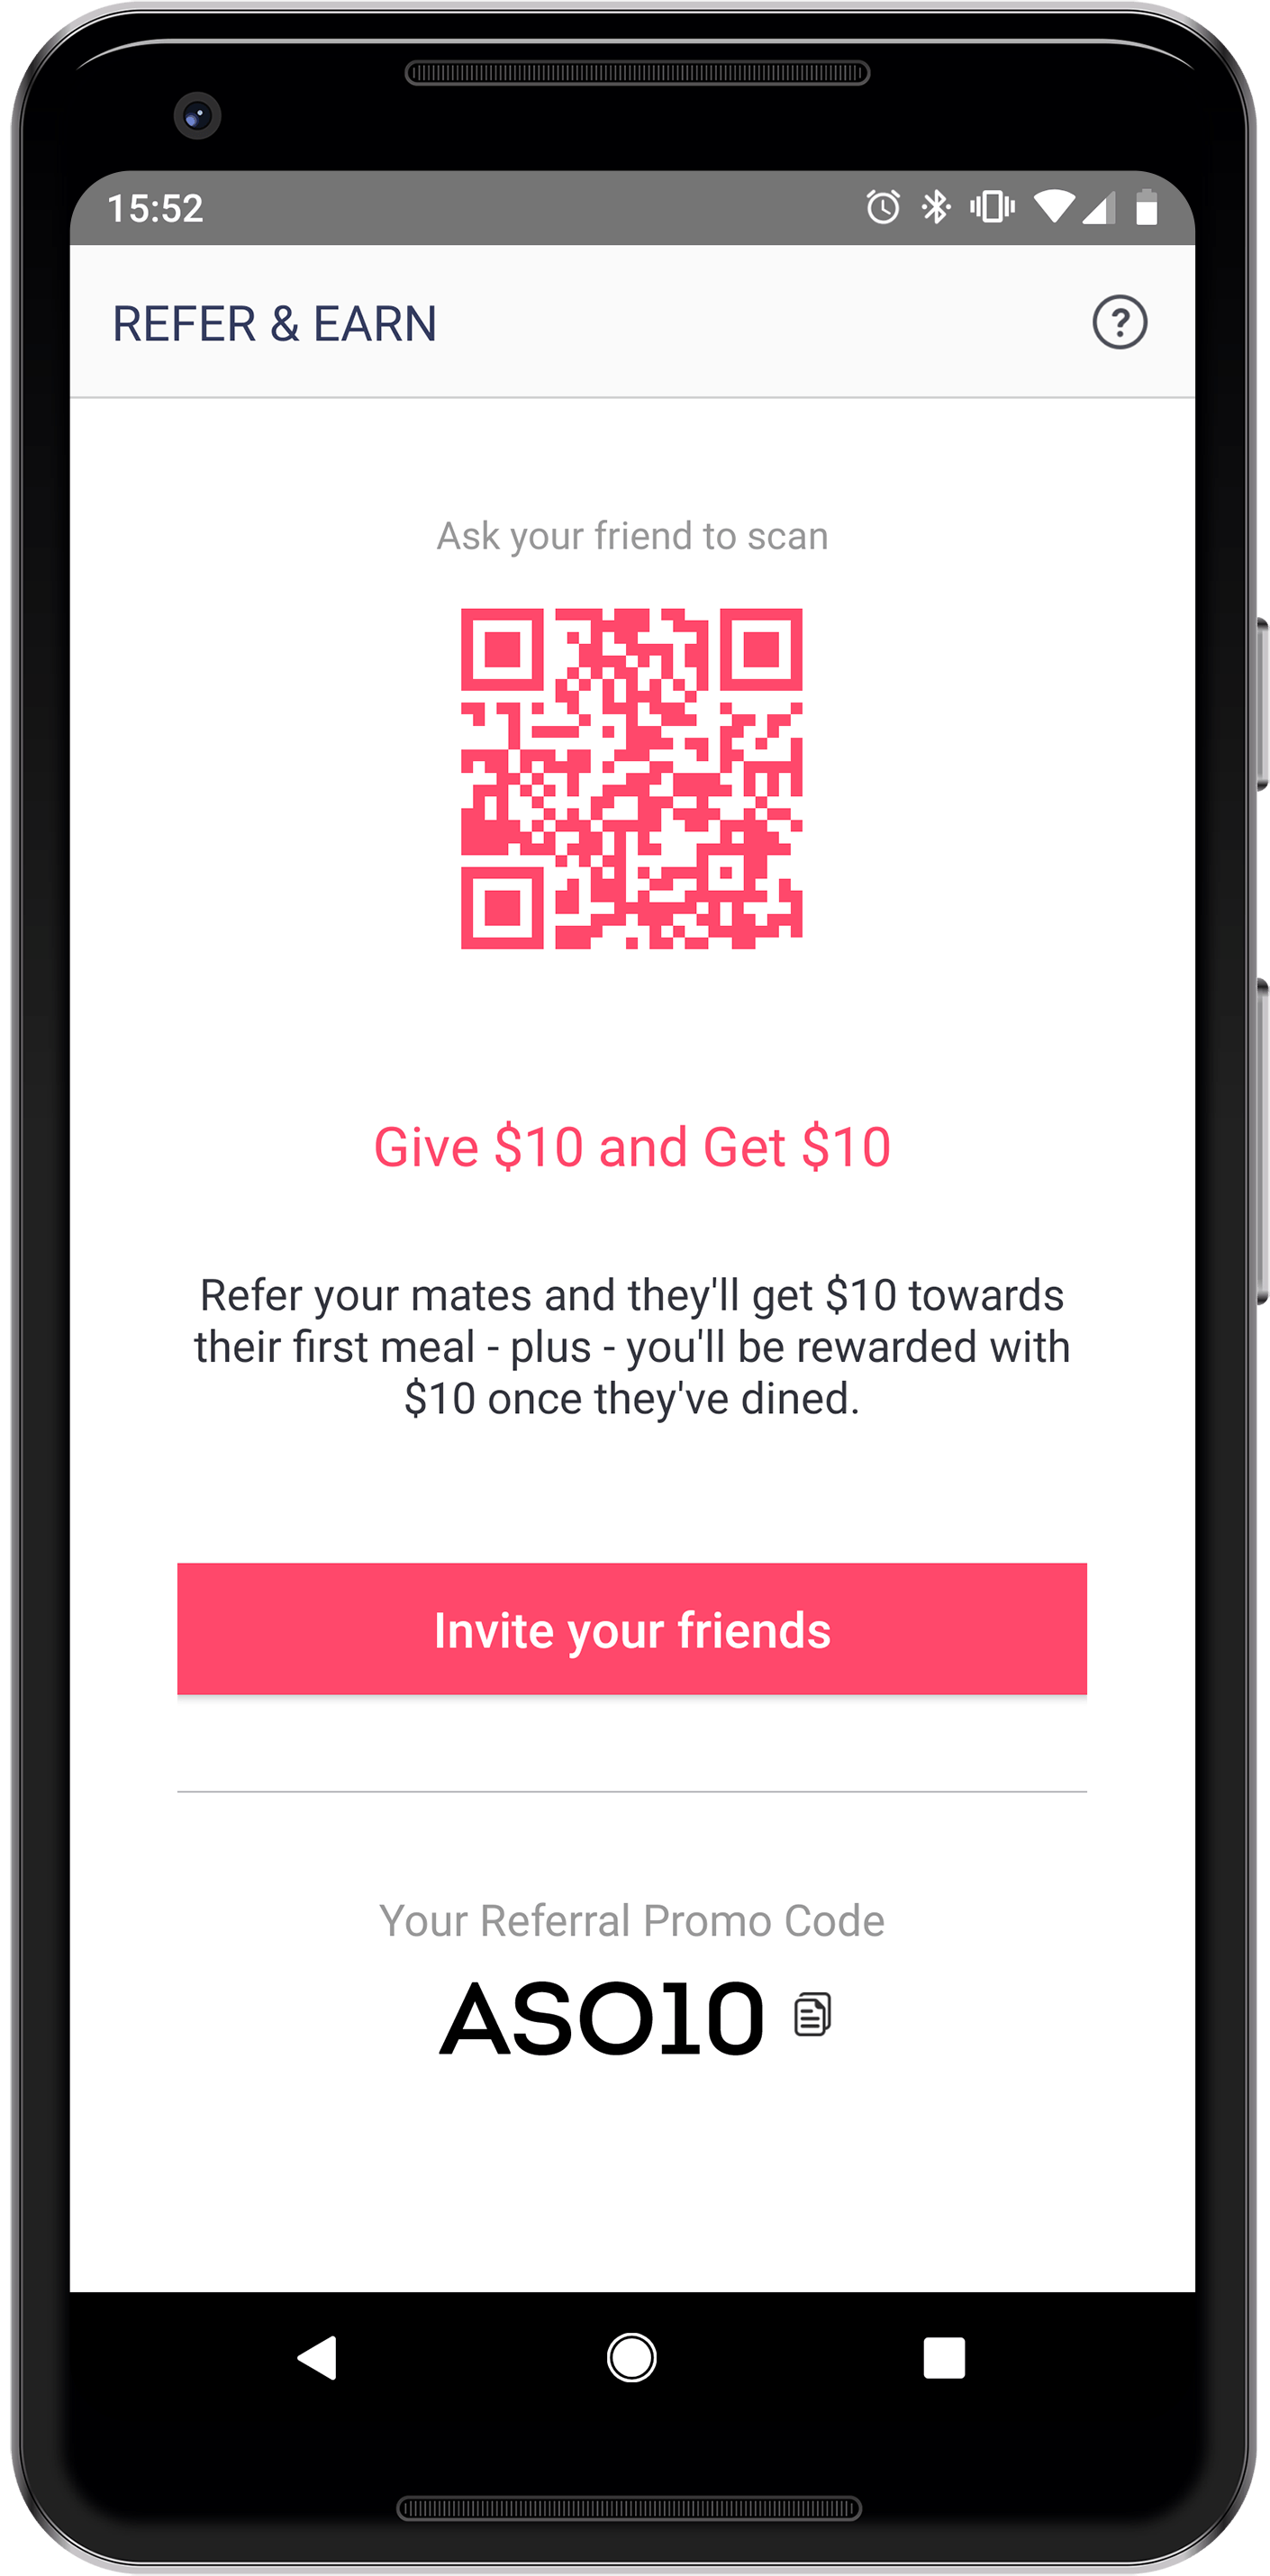 15:52
REFER & EARN
?
Ask your friend to scan
Give $10 and Get $10
Refer your mates and they'll get $10 towards
their first meal - plus - you'll be rewarded with
$10 once they've dined.
Invite your friends
Your Referral Promo Code
ASO10